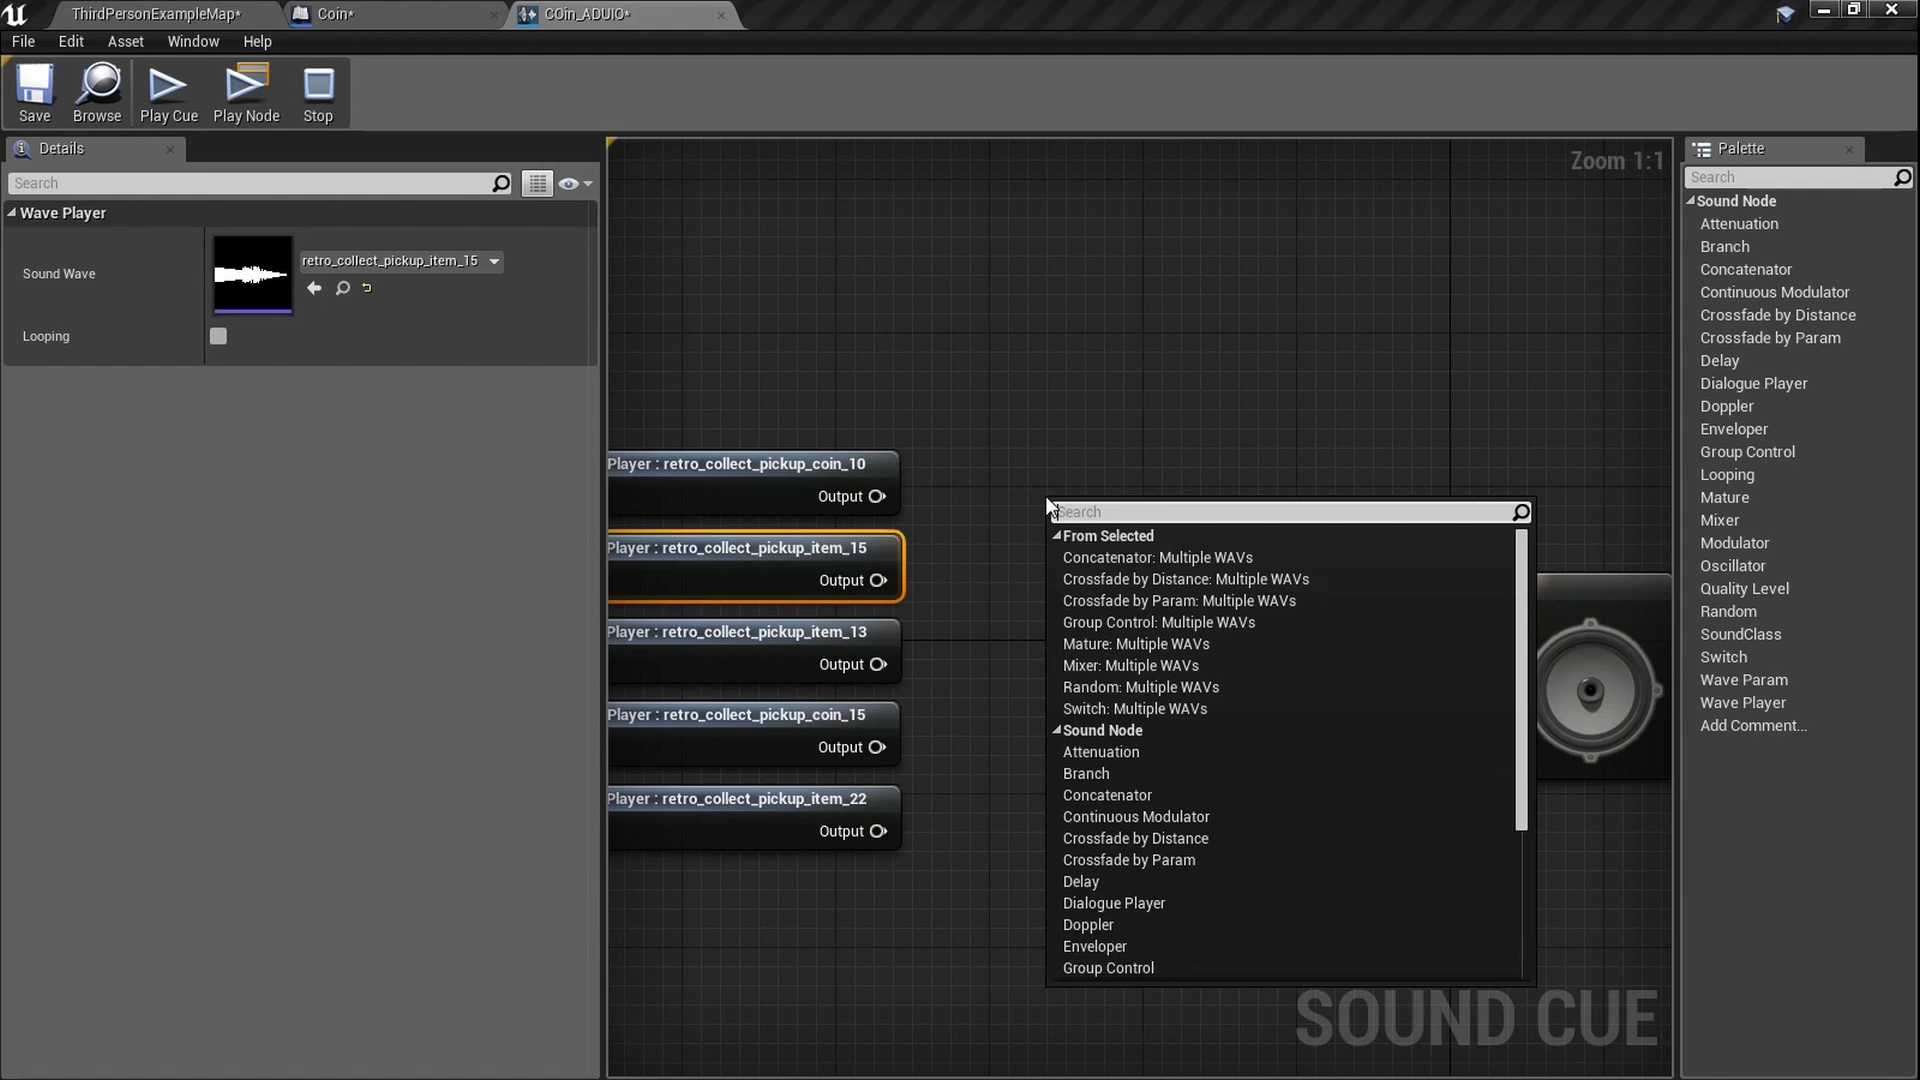 ThirdPersonExampleMap*
Coin*
COin_ADUIO*
File
Edit
Asset
Window
Help
Save
Browse
Play Cue
Play Node
Stop
Details
Search
Wave Player
Sound Wave
retro_collect_pickup_item_15
Looping
Zoom 1:1
Player : retro_collect_pickup_coin_10
Output
Player : retro_collect_pickup_item_15
Output
Player : retro_collect_pickup_item_13
Output
Player : retro_collect_pickup_coin_15
Output
Player : retro_collect_pickup_item_22
Output
Search
From Selected
Concatenator: Multiple WAVs
Crossfade by Distance: Multiple WAVs
Crossfade by Param: Multiple WAVs
Group Control: Multiple WAVs
Mature: Multiple WAVs
Mixer: Multiple WAVs
Random: Multiple WAVs
Switch: Multiple WAVs
Sound Node
Attenuation
Branch
Concatenator
Continuous Modulator
Crossfade by Distance
Crossfade by Param
Delay
Dialogue Player
Doppler
Enveloper
Group Control
SOUND CUE
Palette
Search
Sound Node
Attenuation
Branch
Concatenator
Continuous Modulator
Crossfade by Distance
Crossfade by Param
Delay
Dialogue Player
Doppler
Enveloper
Group Control
Looping
Mature
Mixer
Modulator
Oscillator
Quality Level
Random
SoundClass
Switch
Wave Param
Wave Player
Add Comment...